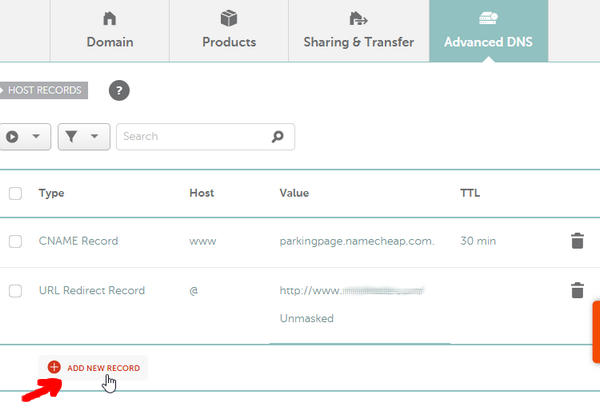 Domain
Products
Sharing & Transfer
Advanced DNS
HOST RECORDS
?
Search
Type Host Value TTL
CNAME Record www parkingpage.namecheap.com. 30 min
URL Redirect Record @ http://www.
Unmasked
ADD NEW RECORD